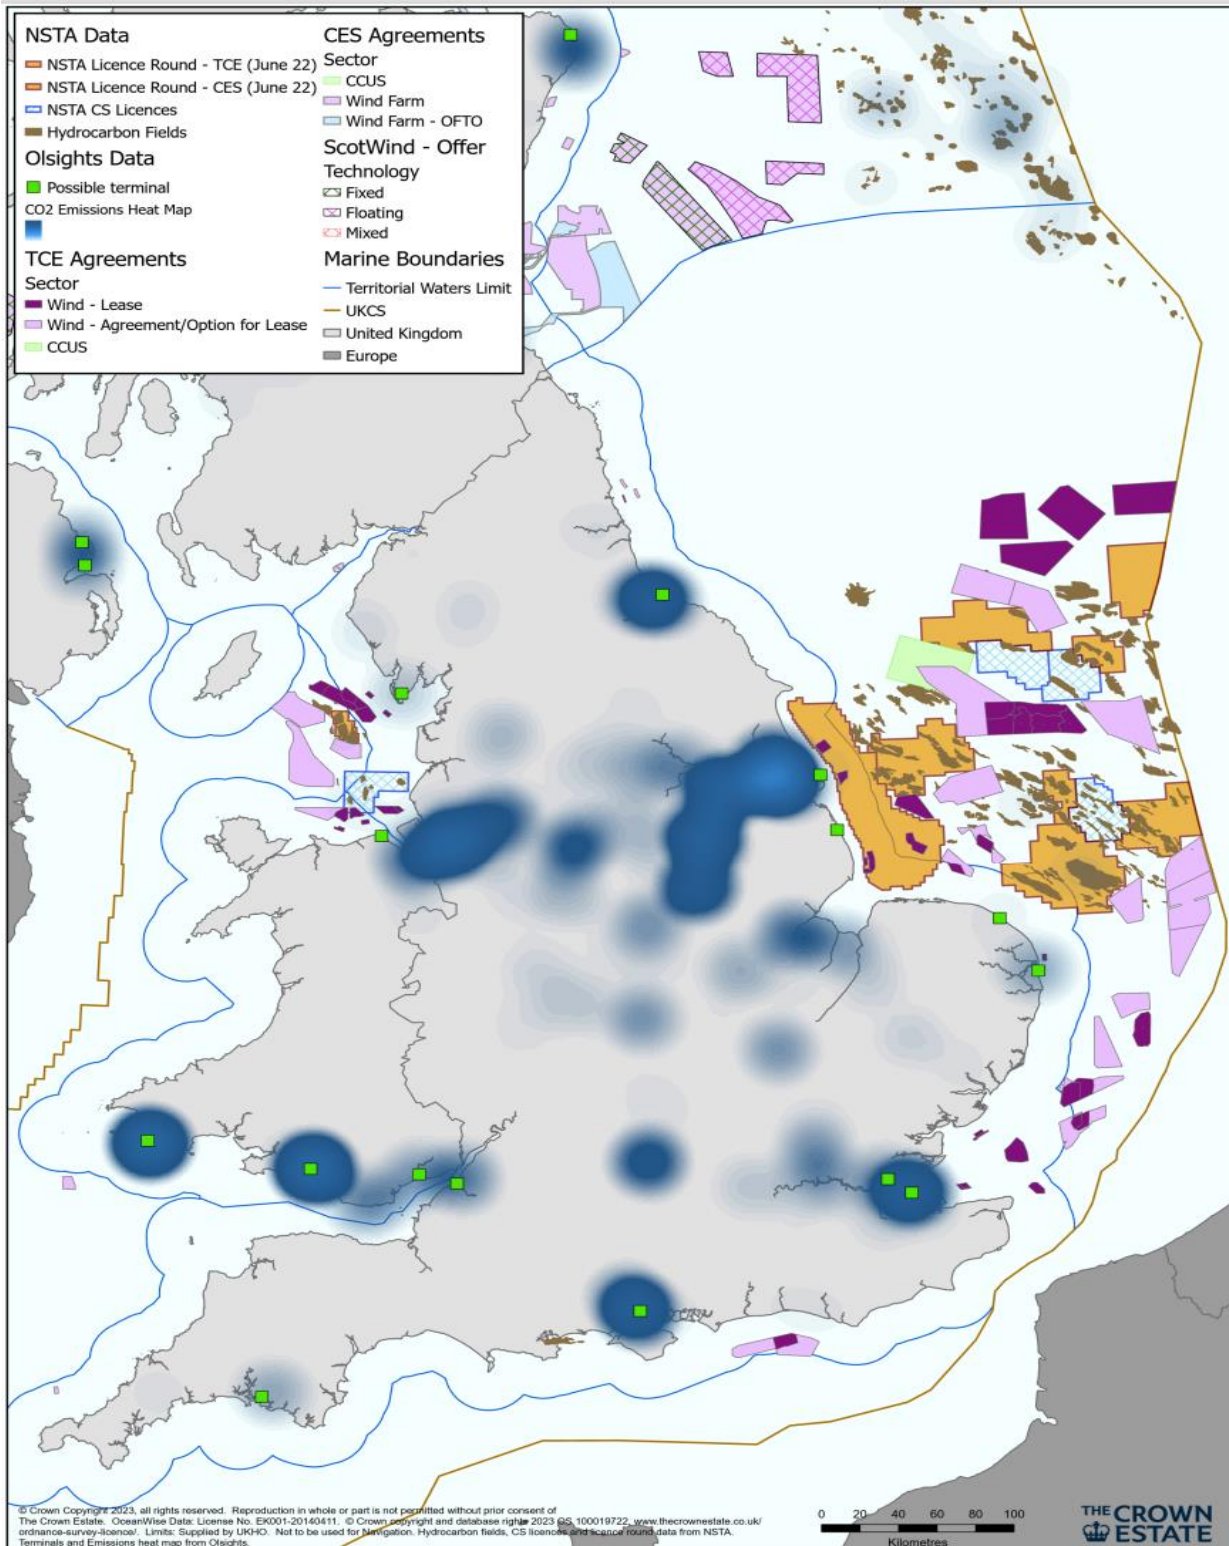 NSTA Data
NSTA Licence Round - TCE (June 22)
NSTA Licence Round - CES (June 22)
NSTA CS Licences
Hydrocarbon Fields
OIsights Data
Possible terminal
CO2 Emissions Heat Map
TCE Agreements
Sector
Wind - Lease
Wind - Agreement/Option for Lease
CCUS
CES Agreements
Sector
CCUS
Wind Farm
Wind Farm - OFTO
ScotWind - Offer
Technology
Fixed
Floating
Mixed
Marine Boundaries
Territorial Waters Limit
UKCS
United Kingdom
Europe
© Crown Copyright 2023, all rights reserved. Reproduction in whole or part is not permitted without prior consent of
The Crown Estate. OceanWise Data: License No. EK001-20140411. © Crown copyright and database rights 2023 OS 100019722, www.thecrownestate.co.uk/
ordnance-survey-licence/. Limits: Supplied by UKHO. Not to be used for Navigation. Hydrocarbon fields, CS licences and licence round data from NSTA.
Terminals and Emissions heat map from OIsights.
0 20 40 60 80 100
Kilometres
THE CROWN
ESTATE